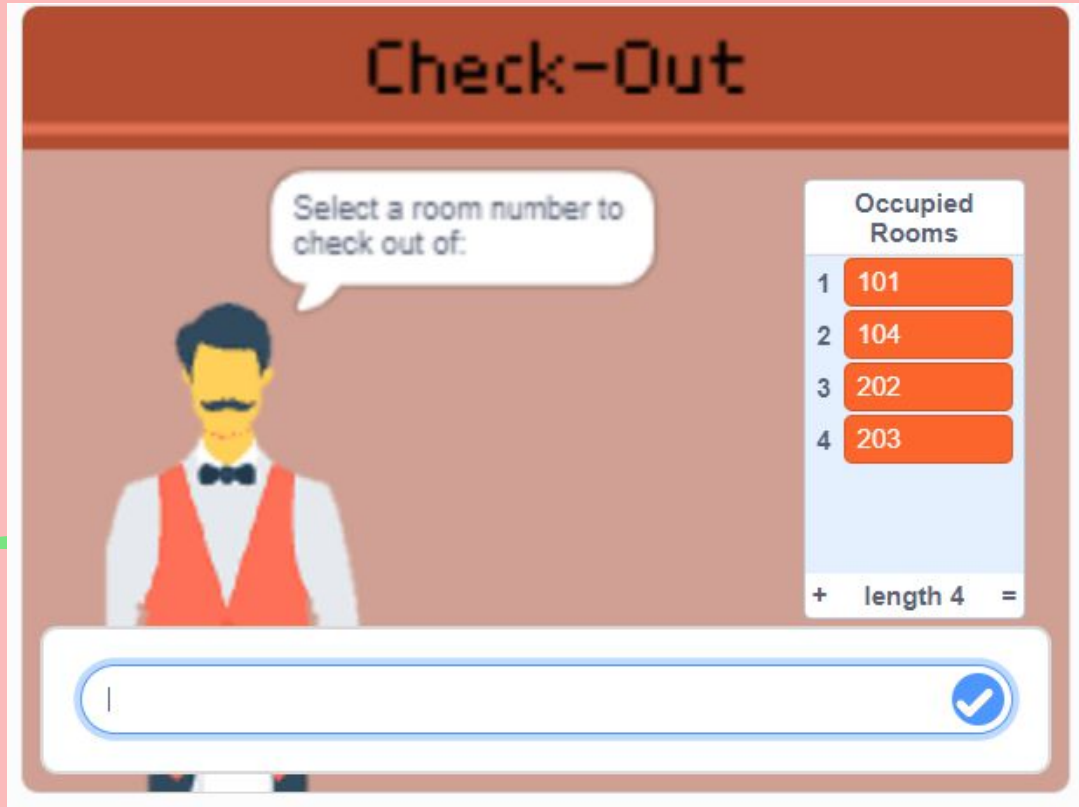 Check-Out
Select a room number to
check out of:
Occupied
Rooms
1 101
2 104
3 202
4 203
+ length 4 =